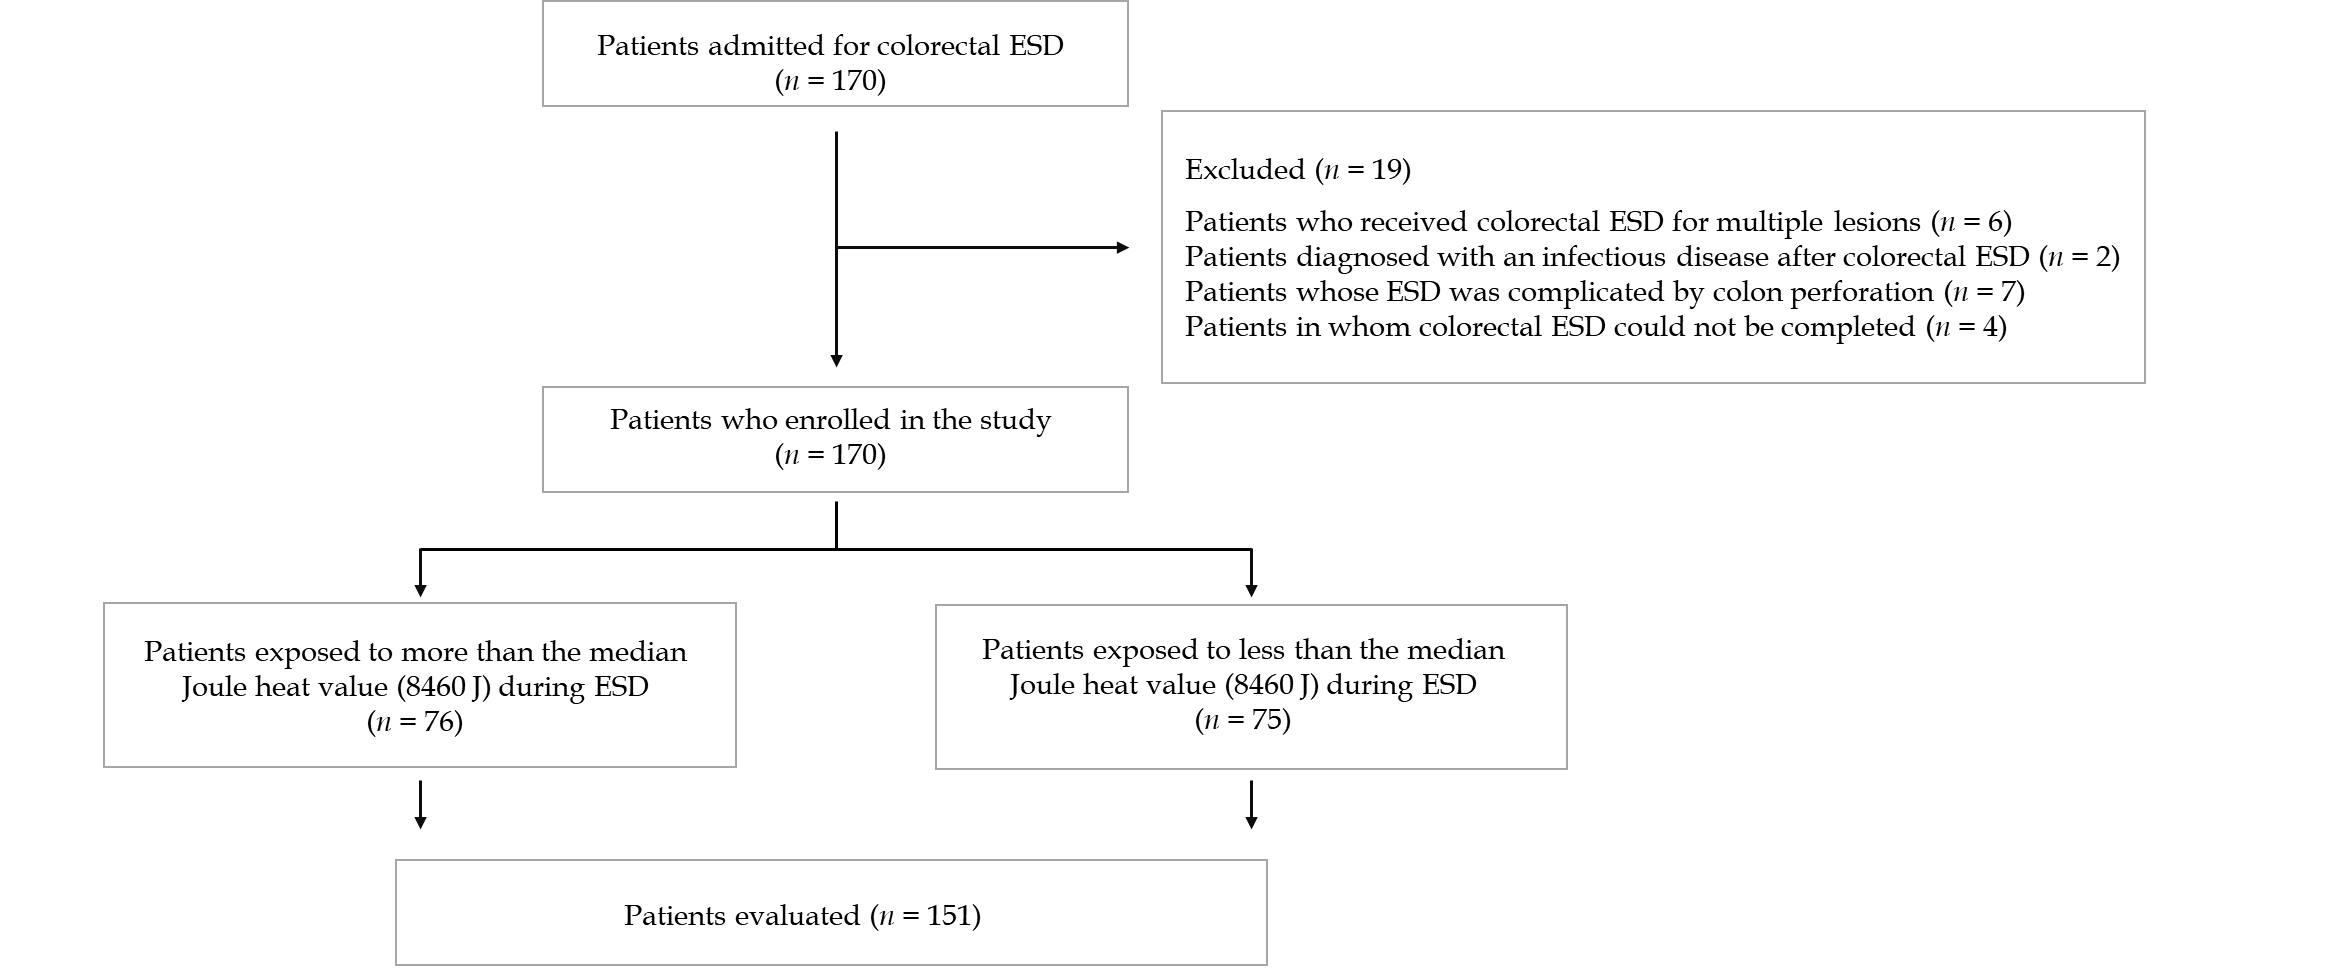 Patients admitted for colorectal ESD
(n = 170)
Excluded (n = 19)
Patients who received colorectal ESD for multiple lesions (n = 6)
Patients diagnosed with an infectious disease after colorectal ESD (n = 2)
Patients whose ESD was complicated by colon perforation (n = 7)
Patients in whom colorectal ESD could not be completed (n = 4)
Patients who enrolled in the study
(n = 170)
Patients exposed to more than the median
Joule heat value (8460 J) during ESD
(n = 76)
Patients exposed to less than the median
Joule heat value (8460 J) during ESD
(n = 75)
Patients evaluated (n = 151)